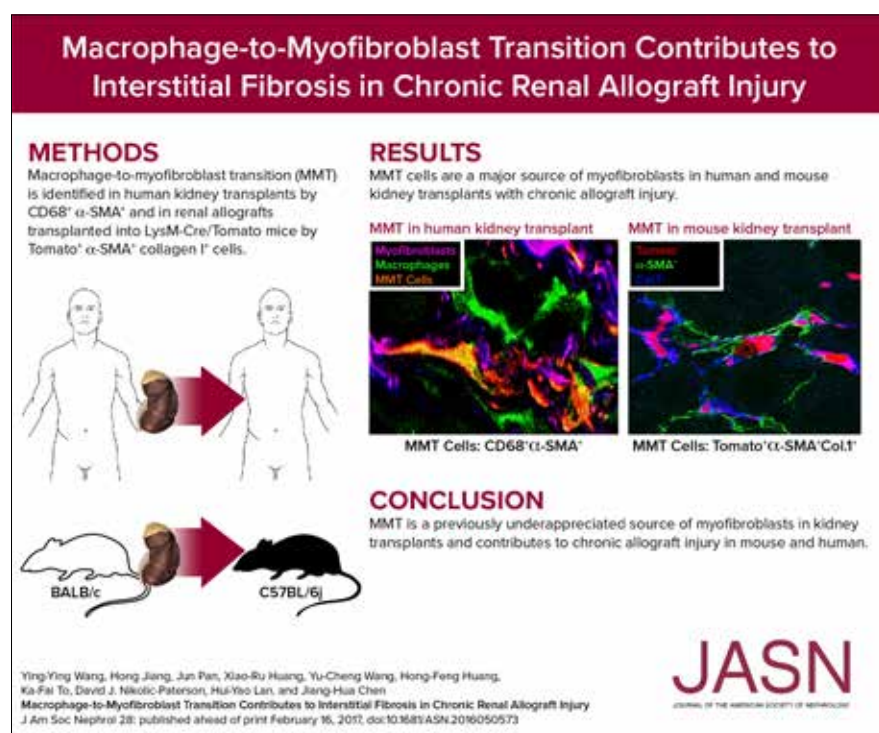 Macrophage-to-Myofibroblast Transition Contributes to
Interstitial Fibrosis in Chronic Renal Allograft Injury
METHODS
Macrophage-to-myofibroblast transition (MMT)
is identified in human kidney transplants by
CD68⁺ α-SMA⁺ and in renal allografts
transplanted into LysM-Cre/Tomato mice by
Tomato⁺ α-SMA⁺ collagen I⁺ cells.
BALB/c
C57BL/6j
RESULTS
MMT cells are a major source of myofibroblasts in human and mouse
kidney transplants with chronic allograft injury.
MMT in human kidney transplant
Myofibroblasts
Macrophages
MMT Cells
MMT Cells: CD68⁺α-SMA⁺
MMT in mouse kidney transplant
Tomato
α-SMA⁺
MMT Cells: Tomato⁺α-SMA⁺Col.1⁺
CONCLUSION
MMT is a previously underappreciated source of myofibroblasts in kidney
transplants and contributes to chronic allograft injury in mouse and human.
Ying-Ying Wang, Hong Jiang, Jun Pan, Xiao-Ru Huang, Yu-Cheng Wang, Hong-Feng Huang,
Ka-Fai To, David J. Nikolic-Paterson, Hui-Yao Lan, and Jiang-Hua Chen
Macrophage-to-Myofibroblast Transition Contributes to Interstitial Fibrosis in Chronic Renal Allograft Injury
J Am Soc Nephrol 28: published ahead of print February 16, 2017, doi:10.1681/ASN.2016050573
JASN
JOURNAL OF THE AMERICAN SOCIETY OF NEPHROLOGY